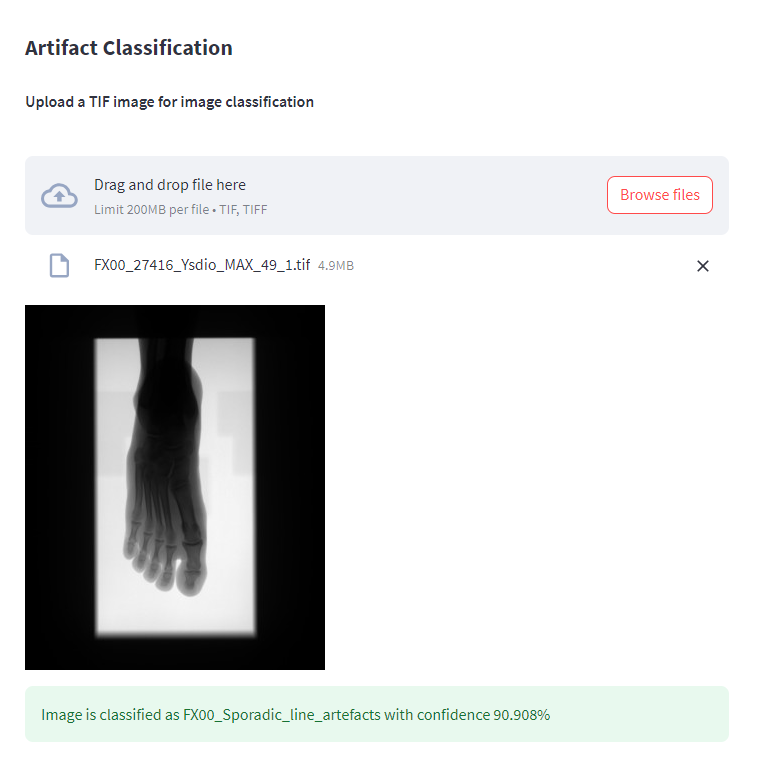 Artifact Classification
Upload a TIF image for image classification
Drag and drop file here
Limit 200MB per file • TIF, TIFF
Browse files
FX00_27416_Ysdio_MAX_49_1.tif 4.9MB
Image is classified as FX00_Sporadic_line_artefacts with confidence 90.908%